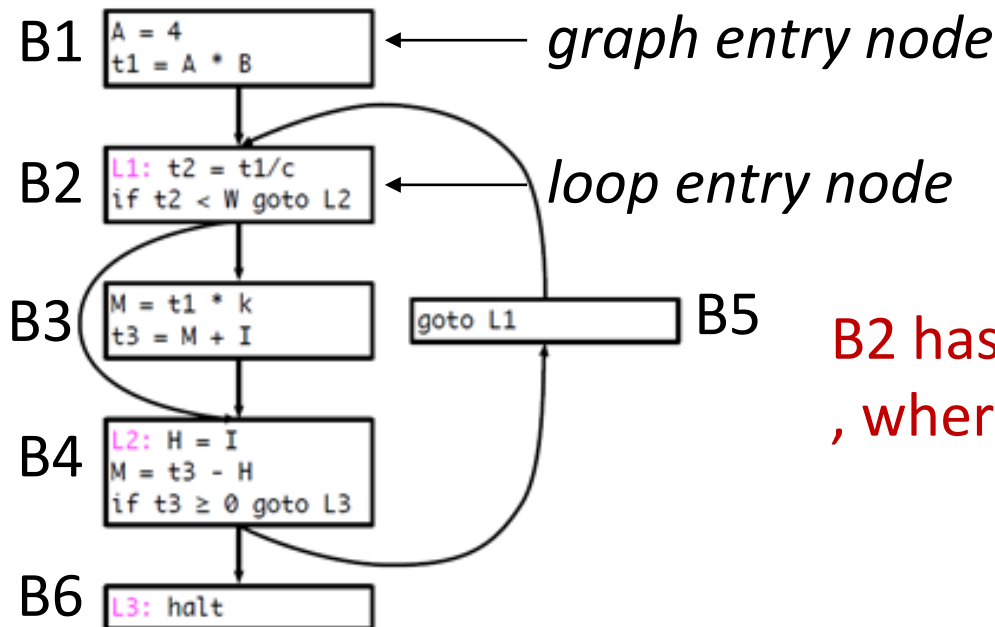 B1
A = 4
t1 = A * B
graph entry node
B2
L1: t2 = t1/c
if t2 < W goto L2
loop entry node
B3
M = t1 * k
t3 = M + I
goto L1
B5
B2 has
, wher
B4
L2: H = I
M = t3 - H
if t3 ≥ 0 goto L3
B6
L3: halt